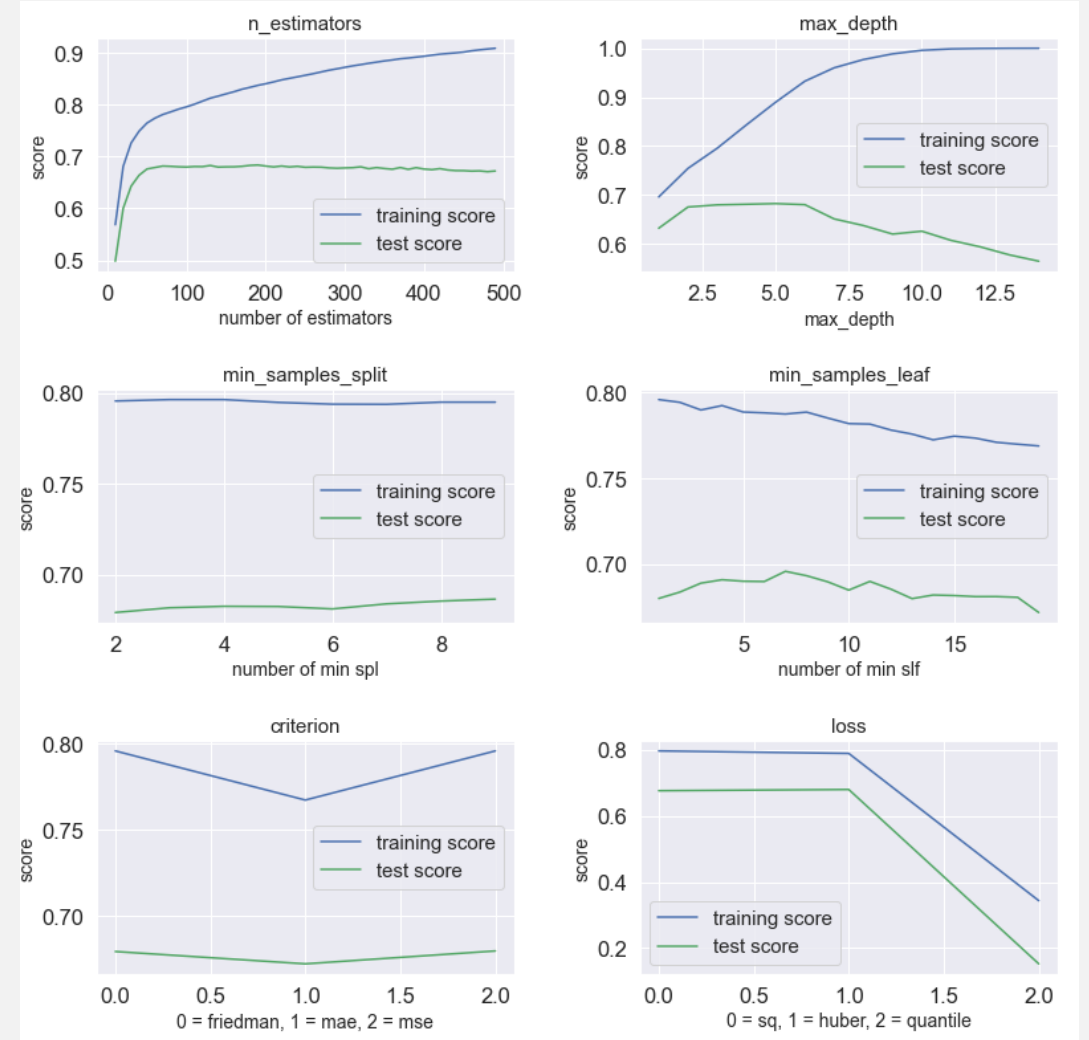 n_estimators
0.9
0.8
0.7
0.6
0.5
score
training score
test score
0 100 200 300 400 500
number of estimators
max_depth
1.0
0.9
0.8
0.7
0.6
score
training score
test score
2.5 5.0 7.5 10.0 12.5
max_depth
min_samples_split
0.80
0.75
0.70
score
training score
test score
2 4 6 8
number of min spl
min_samples_leaf
0.80
0.75
0.70
score
training score
test score
5 10 15
number of min slf
criterion
0.80
0.75
0.70
score
training score
test score
0.0 0.5 1.0 1.5 2.0
0 = friedman, 1 = mae, 2 = mse
loss
0.8
0.6
0.4
0.2
score
training score
test score
0.0 0.5 1.0 1.5 2.0
0 = sq, 1 = huber, 2 = quantile